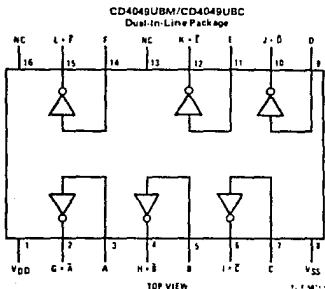 CD4049UBM/CD4049UBC
Dual-In-Line Package
NC L = F̅ F NC K = E̅ E J = D̅ D
16 15 14 13 12 11 10 9
1 2 3 4 5 6 7 8
VDD G = A̅ A H = B̅ B I = C̅ C VSS
TOP VIEW